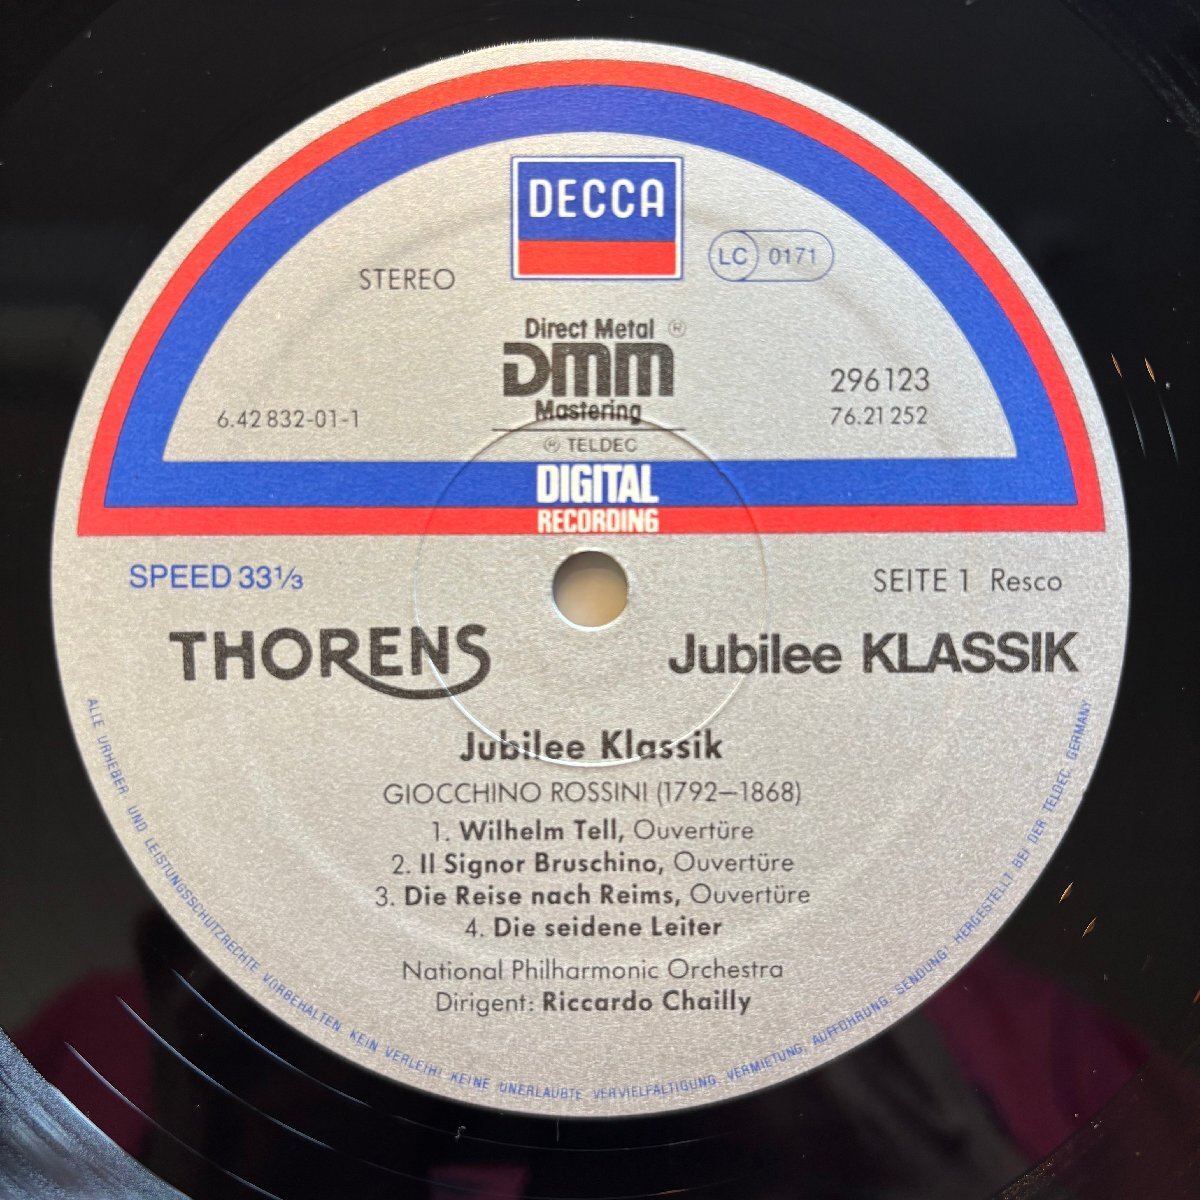 DECCA
LC 0171
STEREO
Direct Metal ®
DMM
Mastering
296123
6.42 832-01-1
76.21 252
℗ TELDEC
DIGITAL
RECORDING
SPEED 33⅓
SEITE 1 Resco
THORENS
Jubilee KLASSIK
Jubilee Klassik
GIOCCHINO ROSSINI (1792–1868)
1. Wilhelm Tell, Ouvertüre
2. Il Signor Bruschino, Ouvertüre
3. Die Reise nach Reims, Ouvertüre
4. Die seidene Leiter
National Philharmonic Orchestra
Dirigent: Riccardo Chailly
ALLE URHEBER- UND LEISTUNGSSCHUTZRECHTE VORBEHALTEN. KEIN VERLEIH! KEINE UNERLAUBTE VERVIELFÄLTIGUNG, VERMIETUNG, AUFFÜHRUNG, SENDUNG! HERGESTELLT BEI DER TELDEC GERMANY